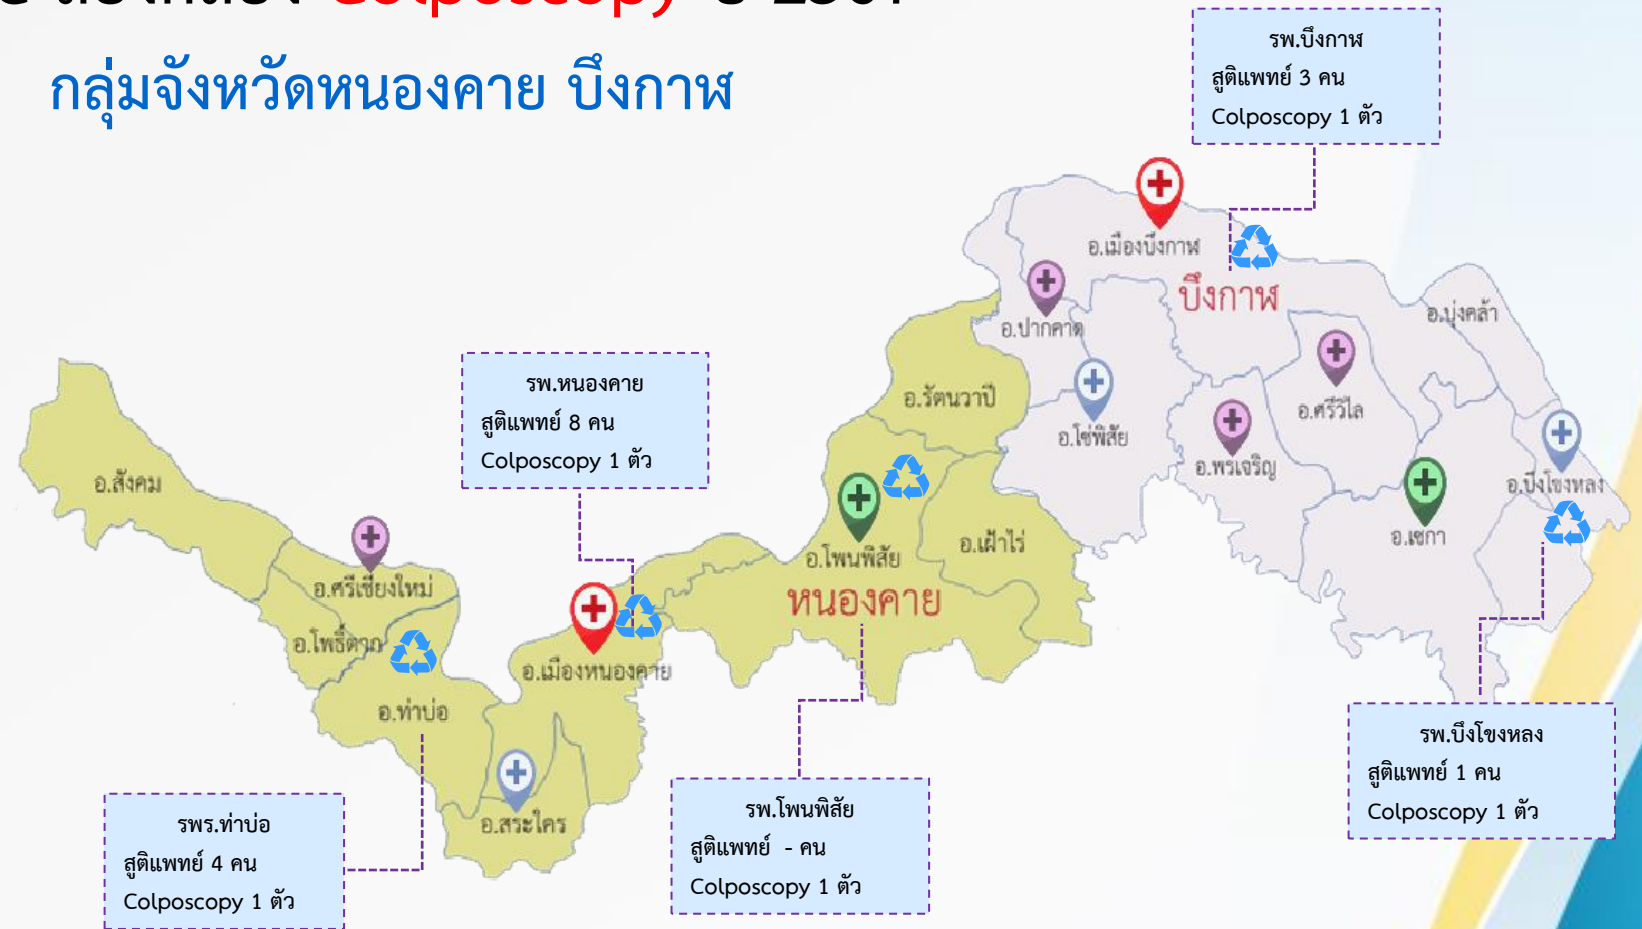 Colposcopy
กลุ่มจังหวัดหนองคาย บึงกาฬ
รพ.บึงกาฬ
สูติแพทย์ 3 คน
Colposcopy 1 ตัว
อ.เมืองบึงกาฬ
บึงกาฬ
อ.บุ่งคล้า
อ.ปากคาด
อ.ศรีวิไล
อ.โซ่พิสัย
อ.พรเจริญ
อ.บึงโขงหลง
อ.เซกา
รพ.หนองคาย
สูติแพทย์ 8 คน
Colposcopy 1 ตัว
อ.รัตนวาปี
อ.สังคม
อ.เฝ้าไร่
อ.โพนพิสัย
หนองคาย
อ.ศรีเชียงใหม่
อ.โพธิ์ตาก
อ.เมืองหนองคาย
อ.ท่าบ่อ
อ.สระใคร
รพร.ท่าบ่อ
สูติแพทย์ 4 คน
Colposcopy 1 ตัว
รพ.โพนพิสัย
สูติแพทย์ - คน
Colposcopy 1 ตัว
รพ.บึงโขงหลง
สูติแพทย์ 1 คน
Colposcopy 1 ตัว